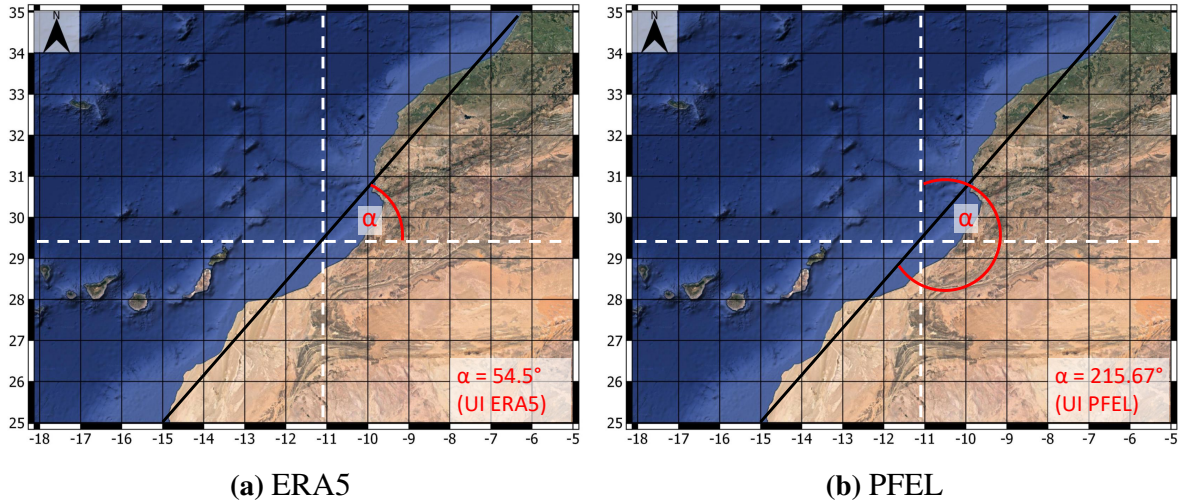 N
35
34
33
32
31
30
29
28
27
26
25
-18 -17 -16 -15 -14 -13 -12 -11 -10 -9 -8 -7 -6 -5
α
α = 54.5°
(UI ERA5)
(a) ERA5
N
35
34
33
32
31
30
29
28
27
26
25
-18 -17 -16 -15 -14 -13 -12 -11 -10 -9 -8 -7 -6 -5
α
α = 215.67°
(UI PFEL)
(b) PFEL